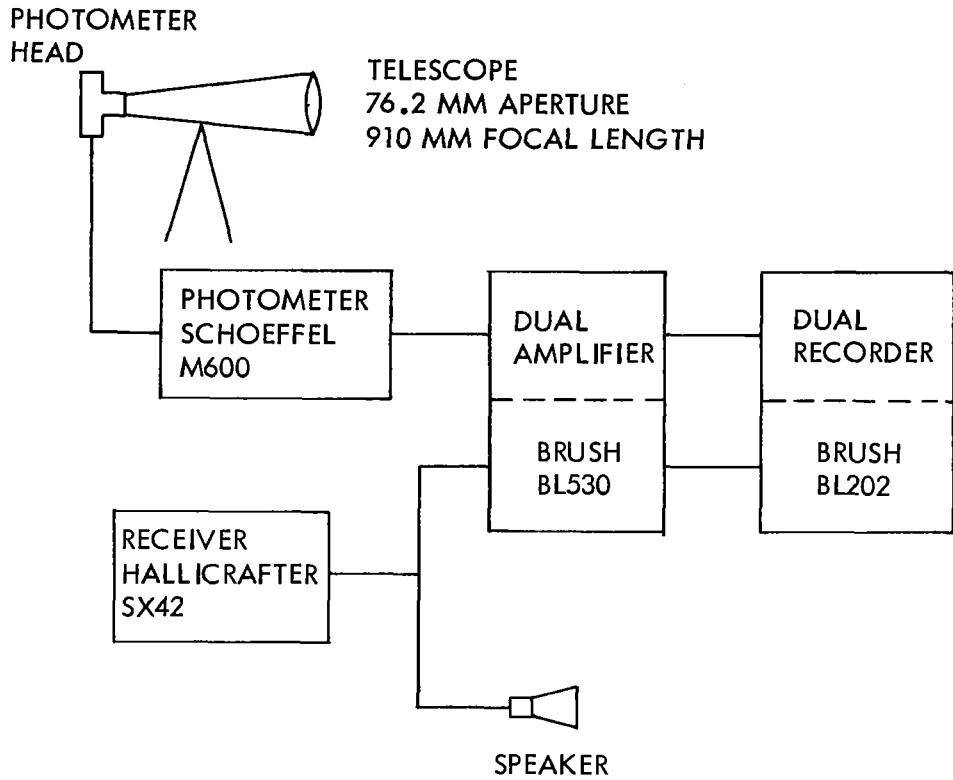 PHOTOMETER
HEAD
TELESCOPE
76.2 MM APERTURE
910 MM FOCAL LENGTH
PHOTOMETER
SCHOEFFEL
M600
DUAL
AMPLIFIER
BRUSH
BL530
DUAL
RECORDER
BRUSH
BL202
RECEIVER
HALLICRAFTER
SX42
SPEAKER